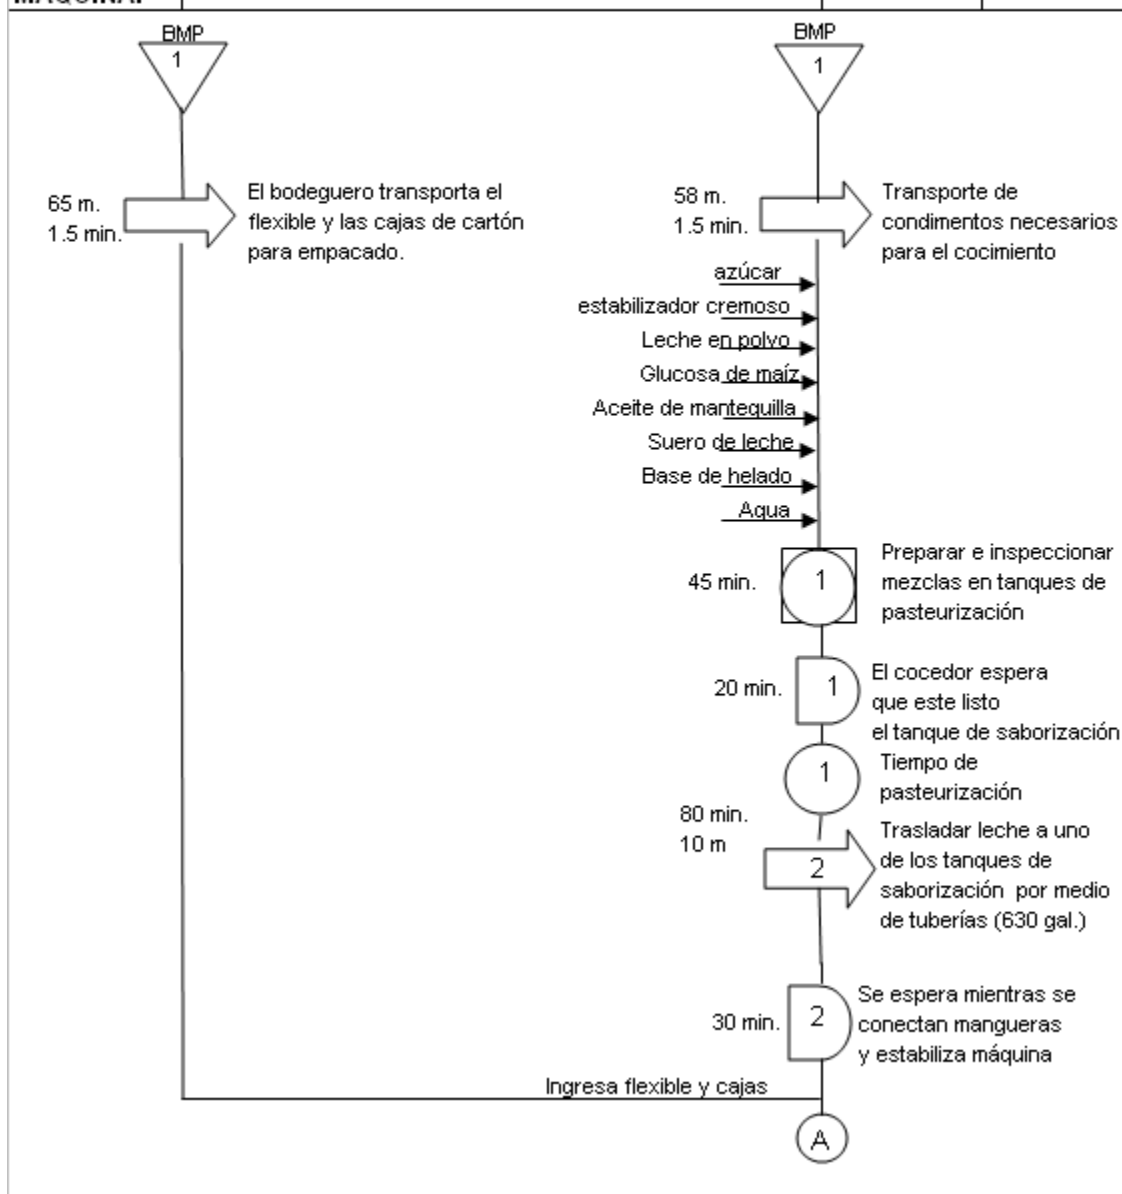 BMP
1
65 m.
1.5 min.
El bodeguero transporta el
flexible y las cajas de cartón
para empacado.
BMP
1
58 m.
1.5 min.
Transporte de
condimentos necesarios
para el cocimiento
azúcar
estabilizador cremoso
Leche en polvo
Glucosa de maíz
Aceite de mantequilla
Suero de leche
Base de helado
Agua
45 min.
1
Preparar e inspeccionar
mezclas en tanques de
pasteurización
20 min.
1
El cocedor espera
que este listo
el tanque de saborización
1
Tiempo de
pasteurización
80 min.
10 m
2
Trasladar leche a uno
de los tanques de
saborización por medio
de tuberías (630 gal.)
30 min.
2
Se espera mientras se
conectan mangueras
y estabiliza máquina
Ingresa flexible y cajas
A